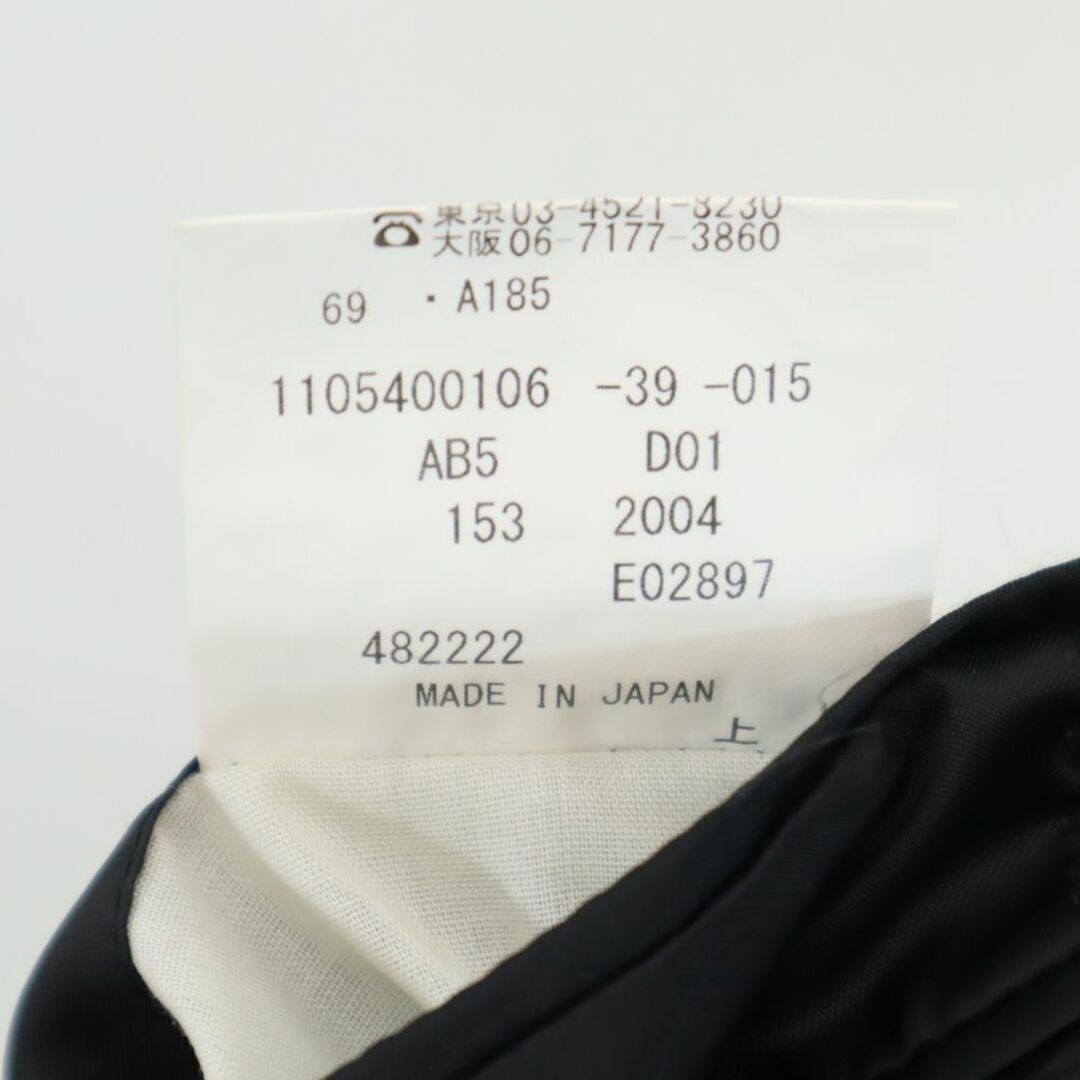 ☎東京03-4521-8230
大阪06-7177-3860
69 ・A185
1105400106 -39 -015
AB5 D01
153 2004
E02897
482222
MADE IN JAPAN
上